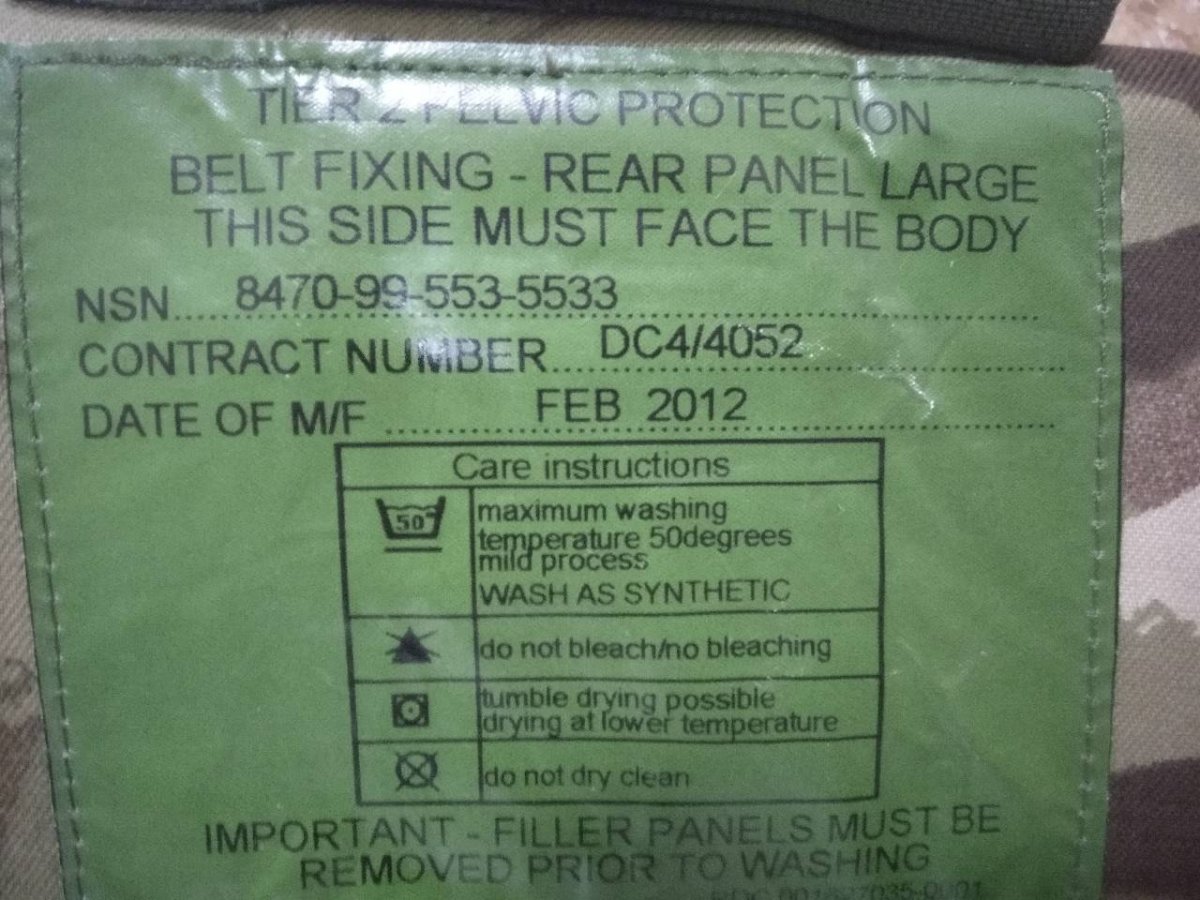 TIER 2 PELVIC PROTECTION
BELT FIXING - REAR PANEL LARGE
THIS SIDE MUST FACE THE BODY
NSN.............8470-99-553-5533
CONTRACT NUMBER........DC4/4052
DATE OF M/F ........FEB 2012
Care instructions
50
maximum washing
temperature 50degrees
mild process
WASH AS SYNTHETIC
do not bleach/no bleaching
tumble drying possible
drying at lower temperature
do not dry clean
IMPORTANT - FILLER PANELS MUST BE
REMOVED PRIOR TO WASHING